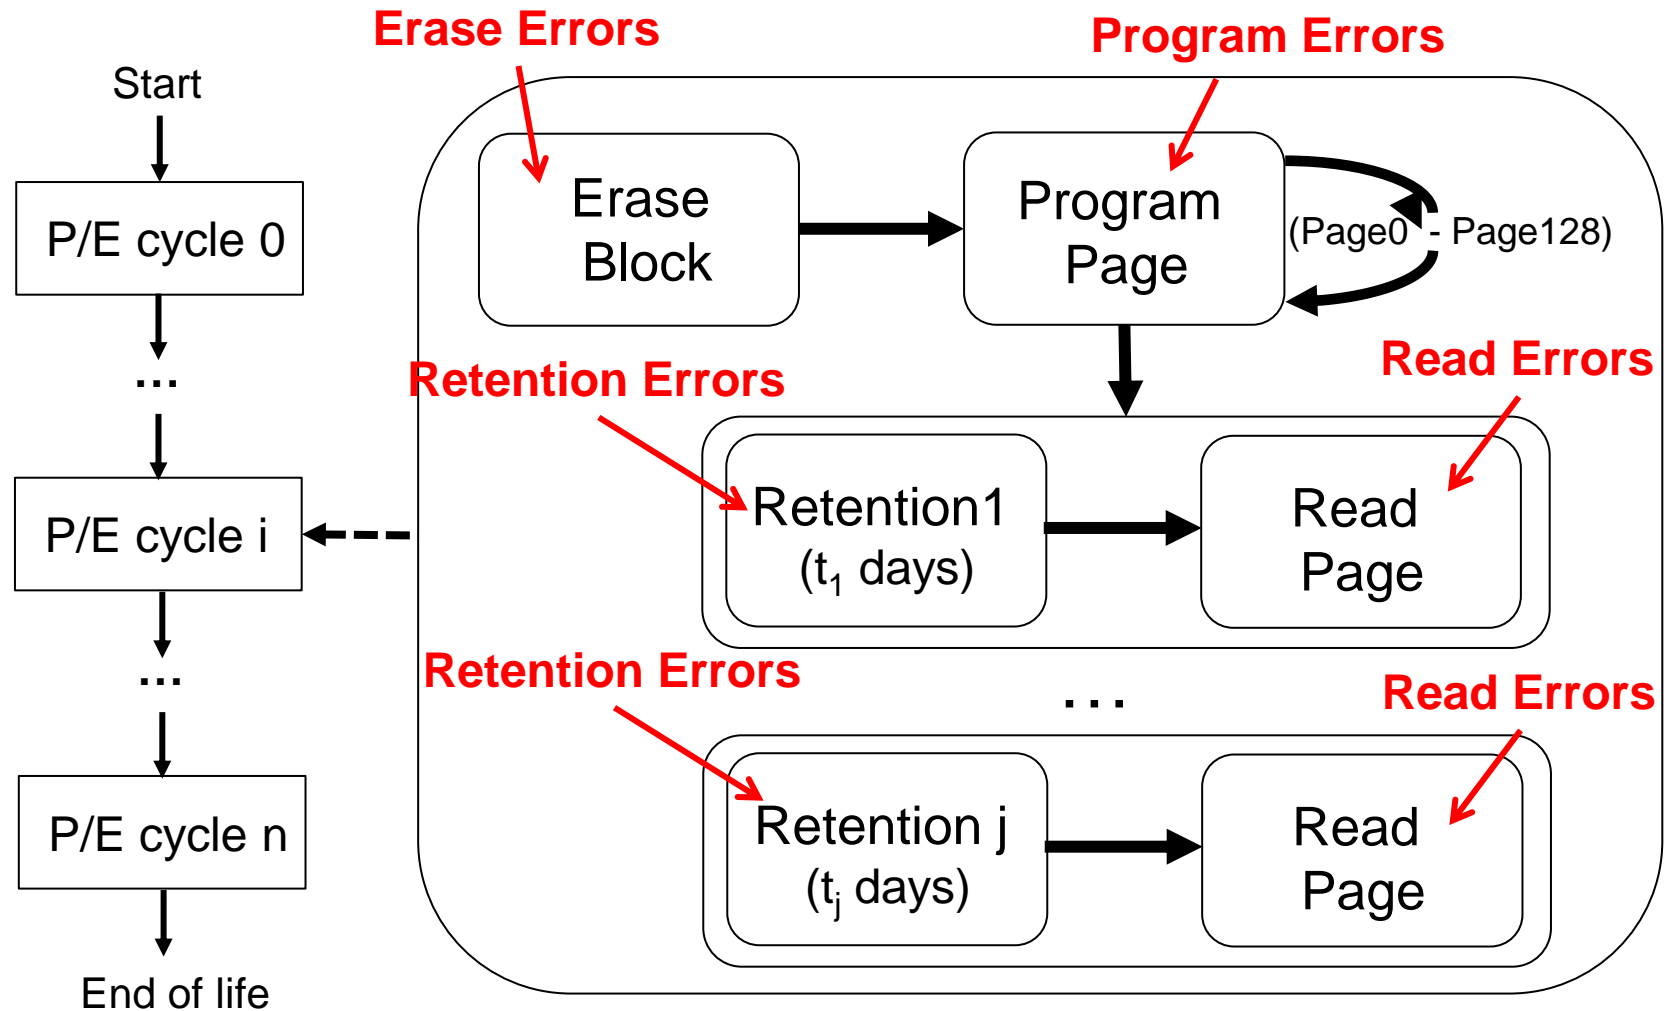 Erase Errors
Program Errors
Start
P/E cycle 0
...
P/E cycle i
...
P/E cycle n
End of life
Erase
Block
Program
Page
(Page0 - Page128)
Retention Errors
Read Errors
Retention1
(t₁ days)
Read
Page
Retention Errors
...
Read Errors
Retention j
(tⱼ days)
Read
Page